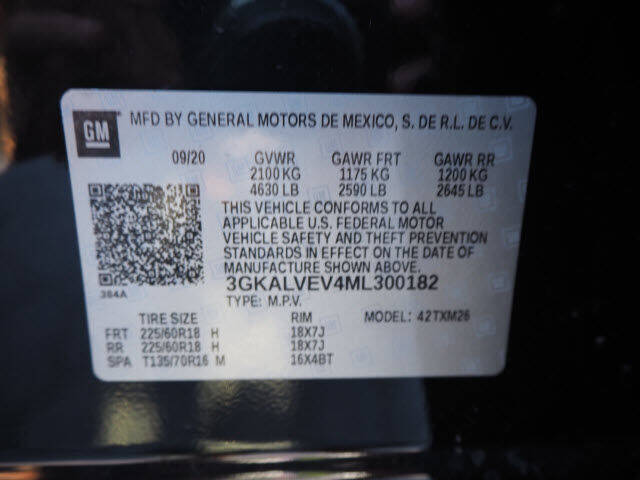 GM
MFD BY GENERAL MOTORS DE MEXICO, S. DE R.L. DE C.V.
09/20 GVWR GAWR FRT GAWR RR
2100 KG 1175 KG 1200 KG
4630 LB 2590 LB 2645 LB
THIS VEHICLE CONFORMS TO ALL
APPLICABLE U.S. FEDERAL MOTOR
VEHICLE SAFETY AND THEFT PREVENTION
STANDARDS IN EFFECT ON THE DATE OF
MANUFACTURE SHOWN ABOVE.
384A 3GKALVEV4ML300182
TYPE: M.P.V.
TIRE SIZE RIM MODEL: 42TXM26
FRT 225/60R18 H 18X7J
RR 225/60R18 H 18X7J
SPA T135/70R16 M 16X4BT